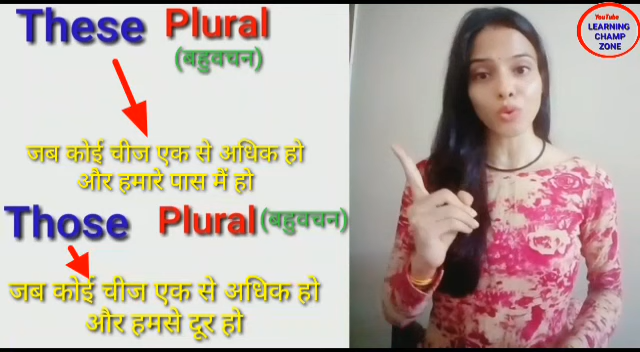 These Plural
(बहुवचन)
जब कोई चीज एक से अधिक हो
और हमारे पास मैं हो
Those Plural (बहुवचन)
जब कोई चीज एक से अधिक हो
और हमसे दूर हो
YouTube
LEARNING
CHAMP
ZONE